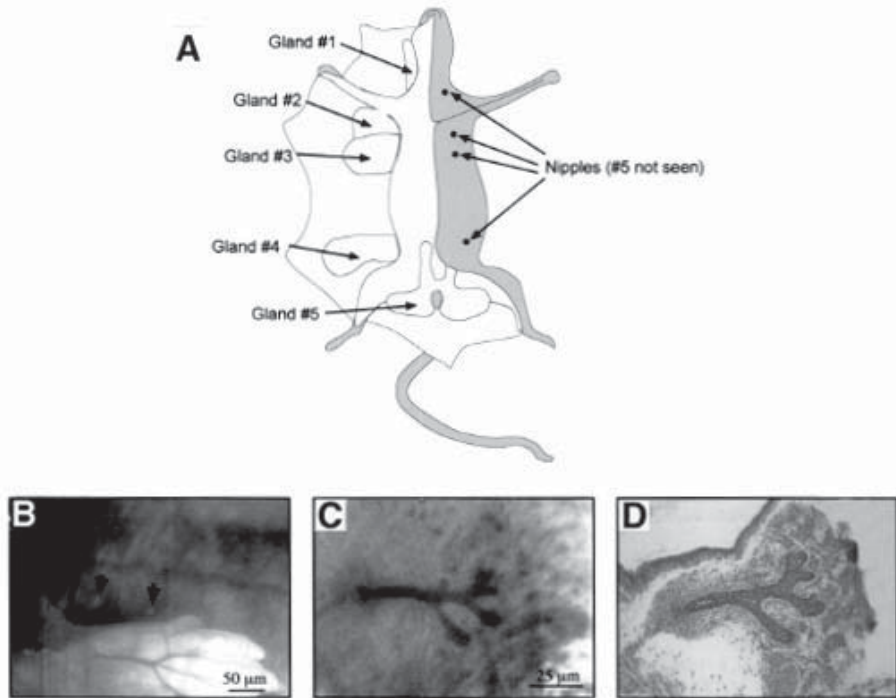 A
Gland #1
Gland #2
Gland #3
Nipples (#5 not seen)
Gland #4
Gland #5
B
50 µm
C
25 µm
D